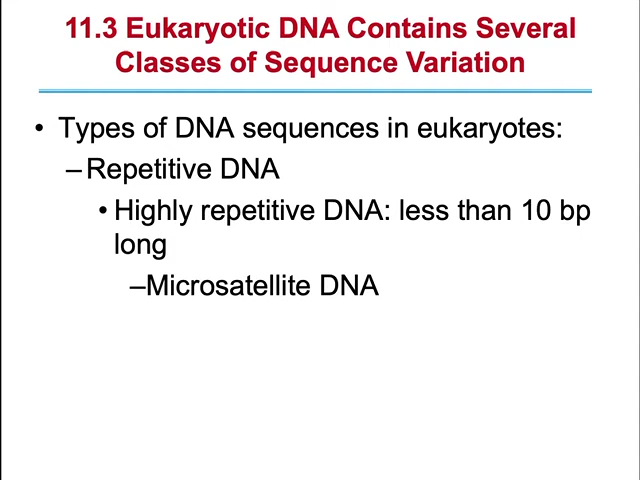 11.3 Eukaryotic DNA Contains Several
Classes of Sequence Variation
• Types of DNA sequences in eukaryotes:
–Repetitive DNA
• Highly repetitive DNA: less than 10 bp
long
–Microsatellite DNA